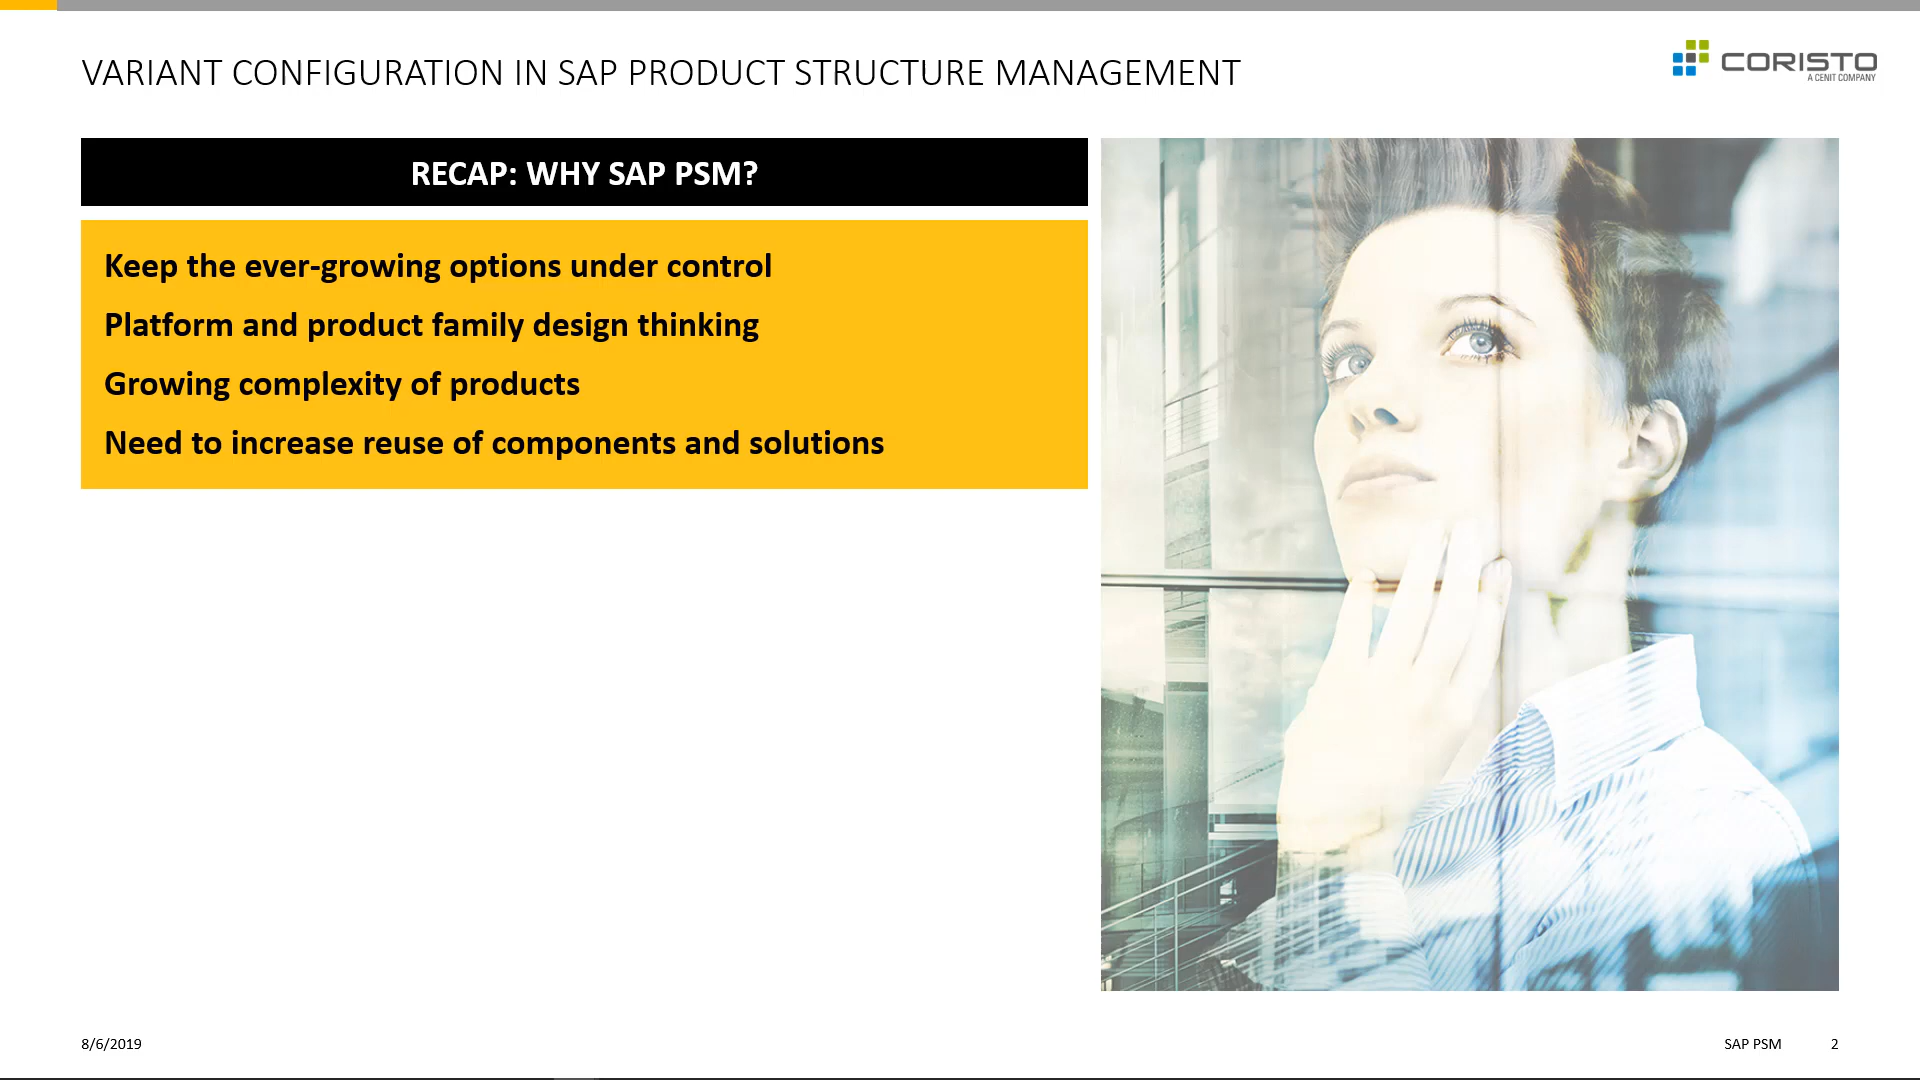 VARIANT CONFIGURATION IN SAP PRODUCT STRUCTURE MANAGEMENT
CORISTO
A CENIT COMPANY
RECAP: WHY SAP PSM?
Keep the ever-growing options under control
Platform and product family design thinking
Growing complexity of products
Need to increase reuse of components and solutions
8/6/2019
SAP PSM
2